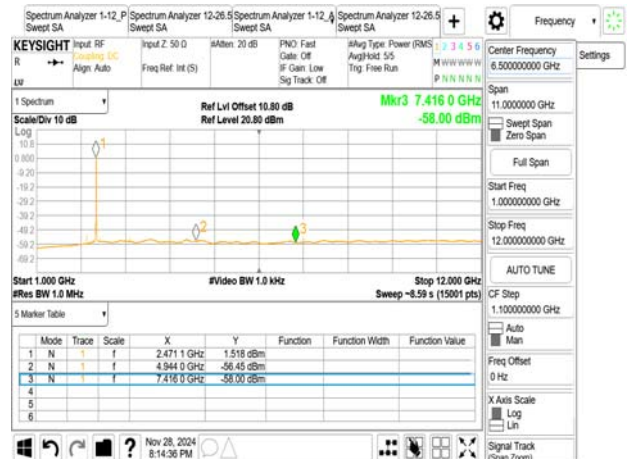 Spectrum Analyzer 1-12_P Spectrum Analyzer 12-26.5 Spectrum Analyzer 1-12_A Spectrum Analyzer 12-26.5
Swept SA Swept SA Swept SA Swept SA
+
Frequency
KEYSIGHT Input: RF Input Z: 50 Ω #Atten: 20 dB PNO: Fast #Avg Type: Power (RMS 1 2 3 4 5 6
R Coupling: DC Gate: Off Avg|Hold: 5/5 M W W W W W
Align: Auto Freq Ref: Int (S) IF Gain: Low Trig: Free Run
Sig Track: Off P N N N N N
1 Spectrum
Ref Lvl Offset 10.80 dB Mkr3 7.416 0 GHz
Scale/Div 10 dB Ref Level 20.80 dBm -58.00 dBm
Log
10.8
0.800
-9.20
-19.2
-29.2
-39.2
-49.2
-59.2
-69.2
1
2
3
Start 1.000 GHz #Video BW 1.0 kHz Stop 12.000 GHz
#Res BW 1.0 MHz Sweep ~8.59 s (15001 pts)
5 Marker Table
Mode Trace Scale X Y Function Function Width Function Value
1 N 1 f 2.471 1 GHz 1.518 dBm
2 N 1 f 4.944 0 GHz -56.45 dBm
3 N 1 f 7.416 0 GHz -58.00 dBm
4
5
6
?
Nov 28, 2024
8:14:36 PM
Center Frequency
6.500000000 GHz
Settings
Span
11.0000000 GHz
Swept Span
Zero Span
Full Span
Start Freq
1.000000000 GHz
Stop Freq
12.000000000 GHz
AUTO TUNE
CF Step
1.100000000 GHz
Auto
Man
Freq Offset
0 Hz
X Axis Scale
Log
Lin
Signal Track
(Span Zoom)